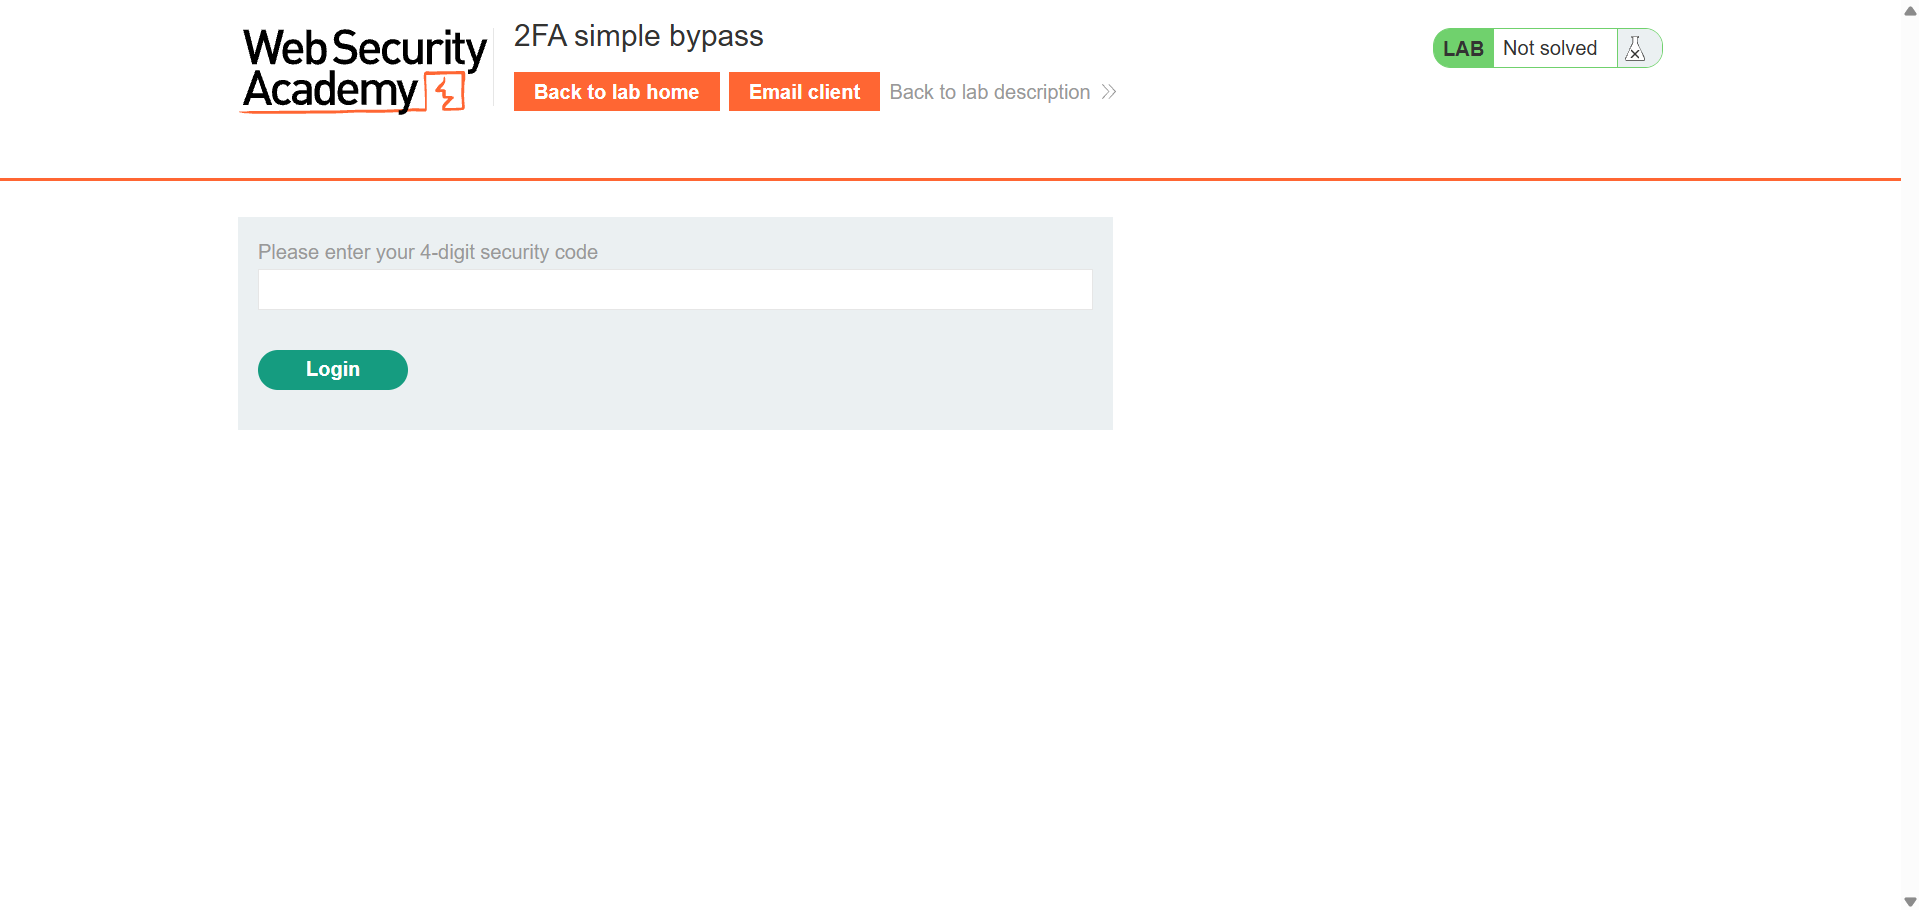 Web Security
Academy
2FA simple bypass
Back to lab home
Email client
Back to lab description
LAB
Not solved
Please enter your 4-digit security code
Login